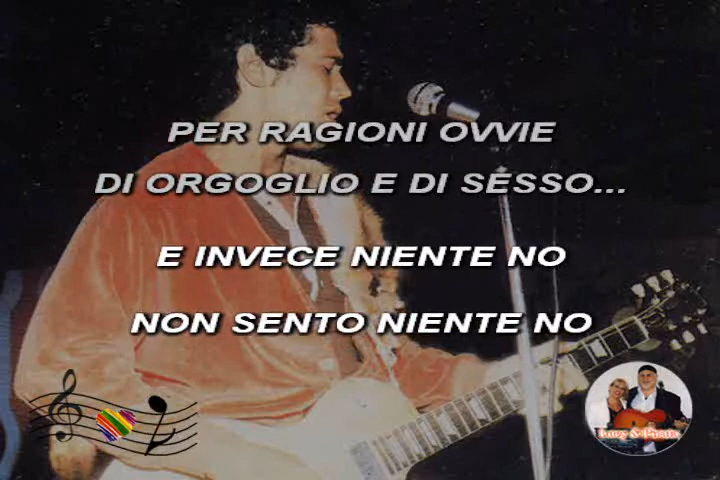 PER RAGIONI OVVIE
DI ORGOGLIO E DI SESSO...
E INVECE NIENTE NO
NON SENTO NIENTE NO